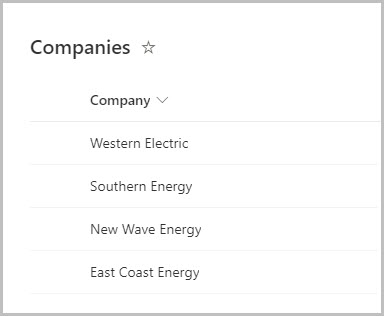 Companies
Company
Western Electric
Southern Energy
New Wave Energy
East Coast Energy